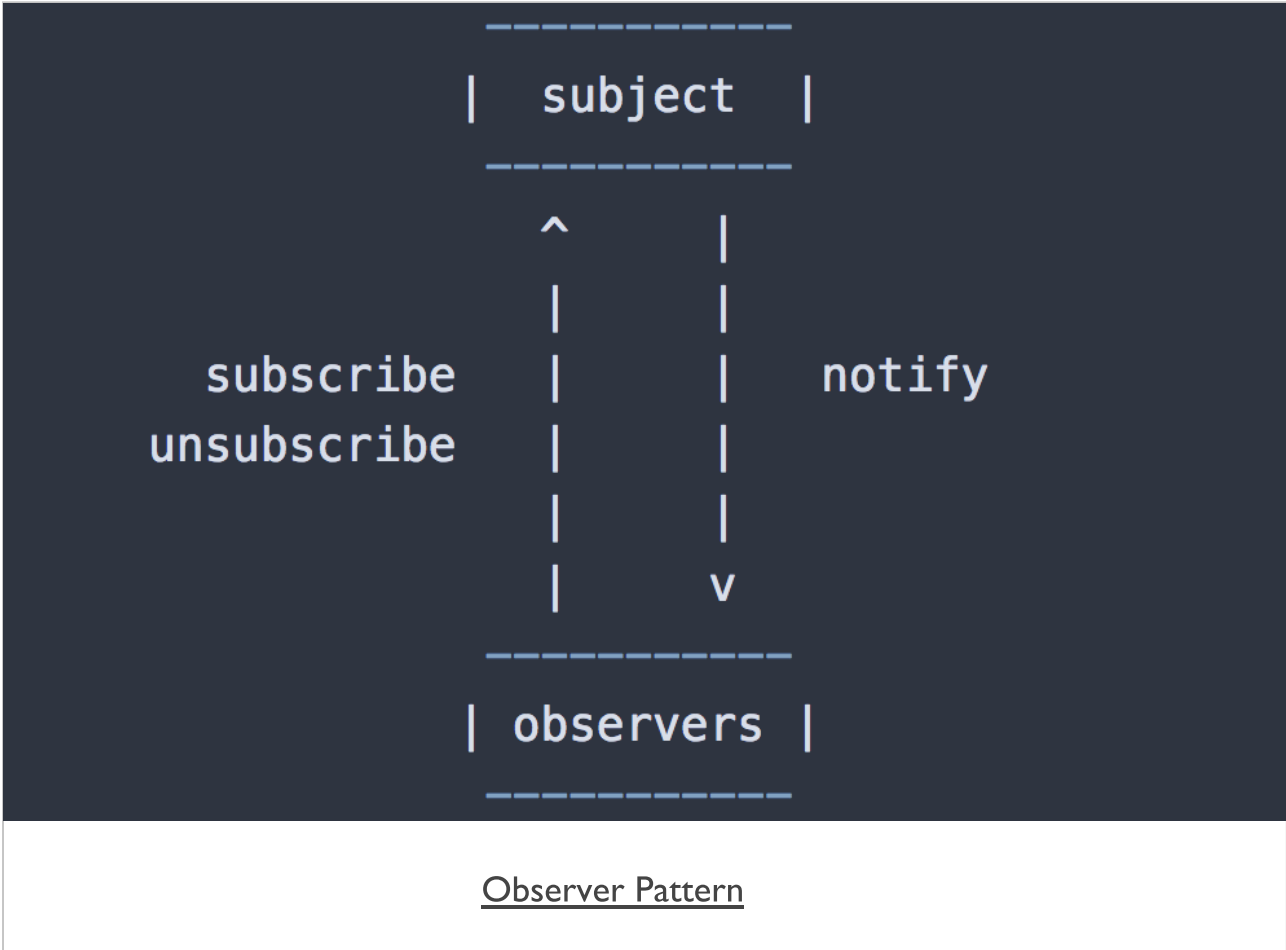 -----------
| subject |
-----------
^ |
| |
subscribe | | notify
unsubscribe | |
| |
| v
-----------
| observers |
-----------
Observer Pattern